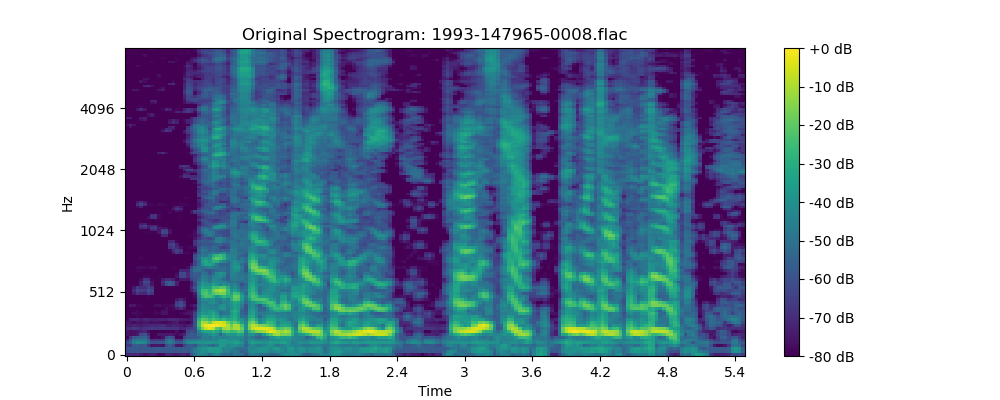 Original Spectrogram: 1993-147965-0008.flac
Hz
4096
2048
1024
512
0
0 0.6 1.2 1.8 2.4 3 3.6 4.2 4.8 5.4
Time
+0 dB
-10 dB
-20 dB
-30 dB
-40 dB
-50 dB
-60 dB
-70 dB
-80 dB